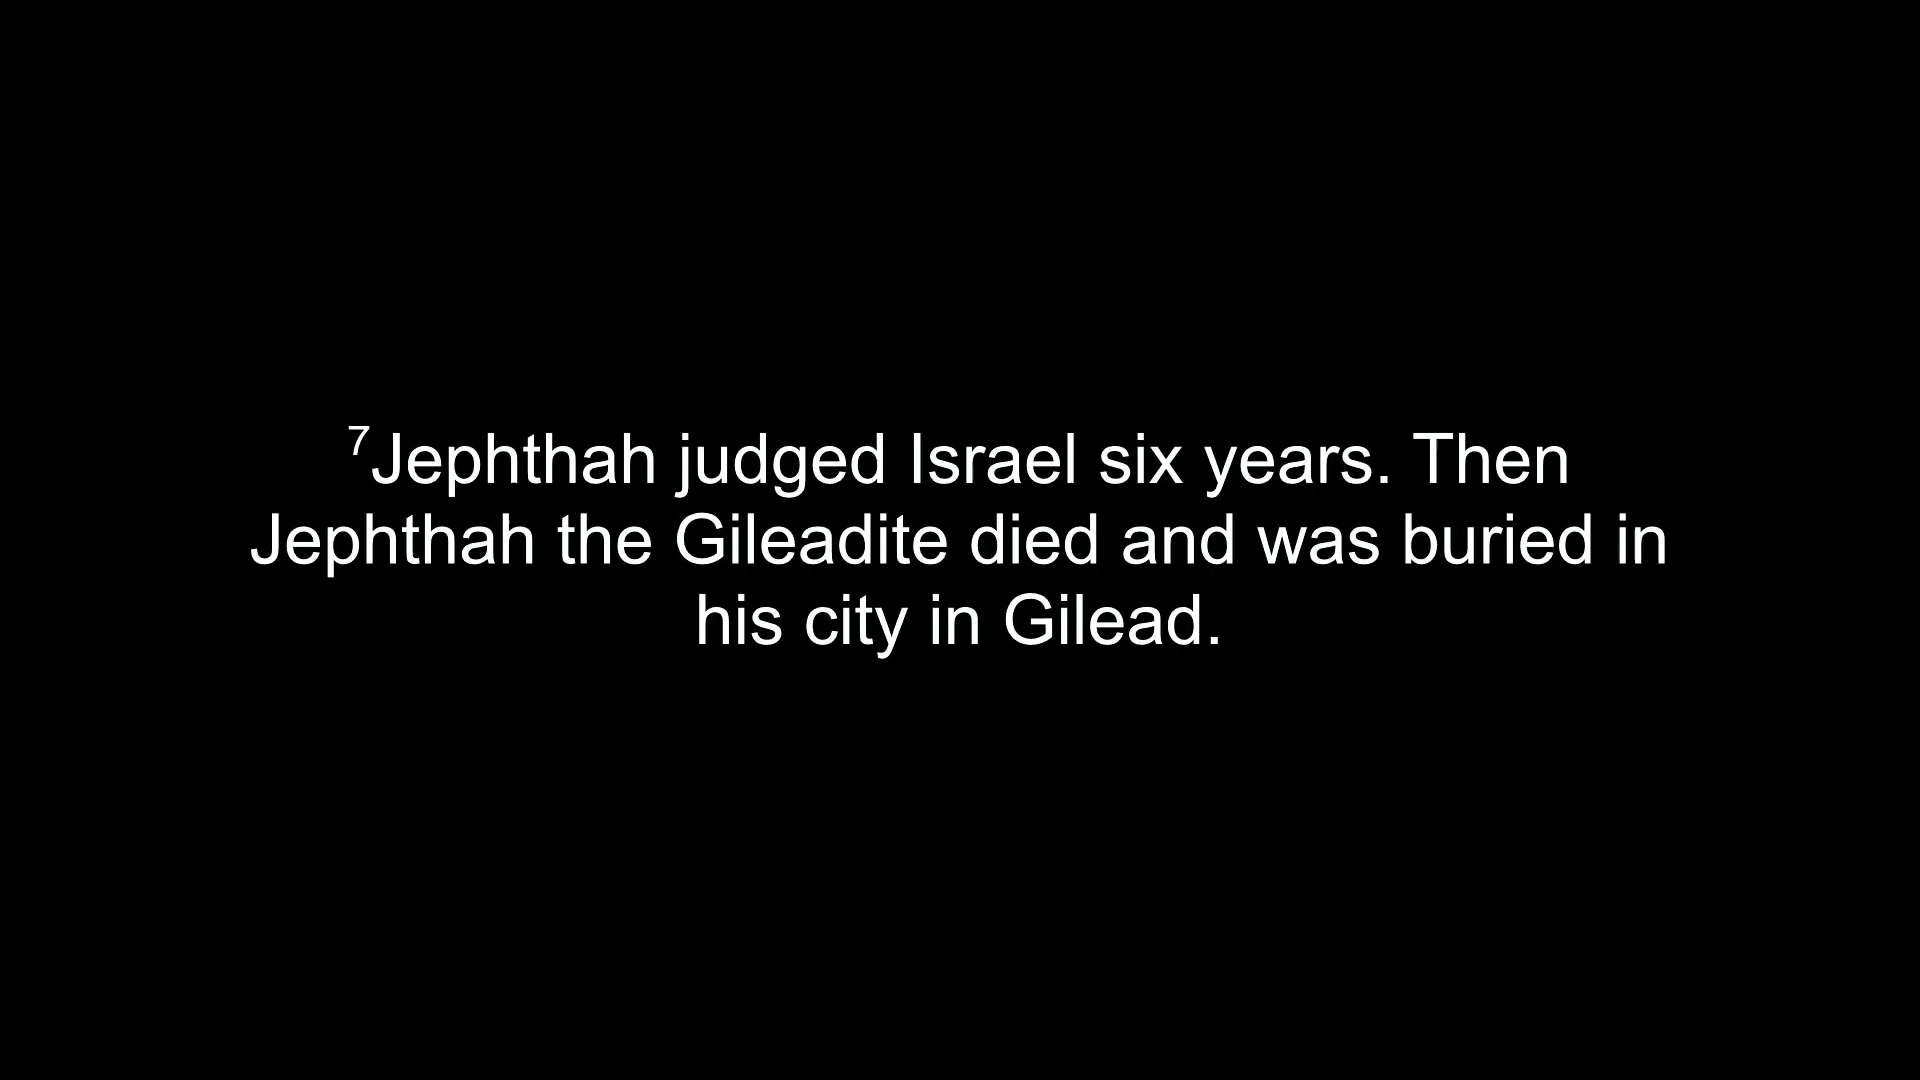 ⁷Jephthah judged Israel six years. Then
Jephthah the Gileadite died and was buried in
his city in Gilead.